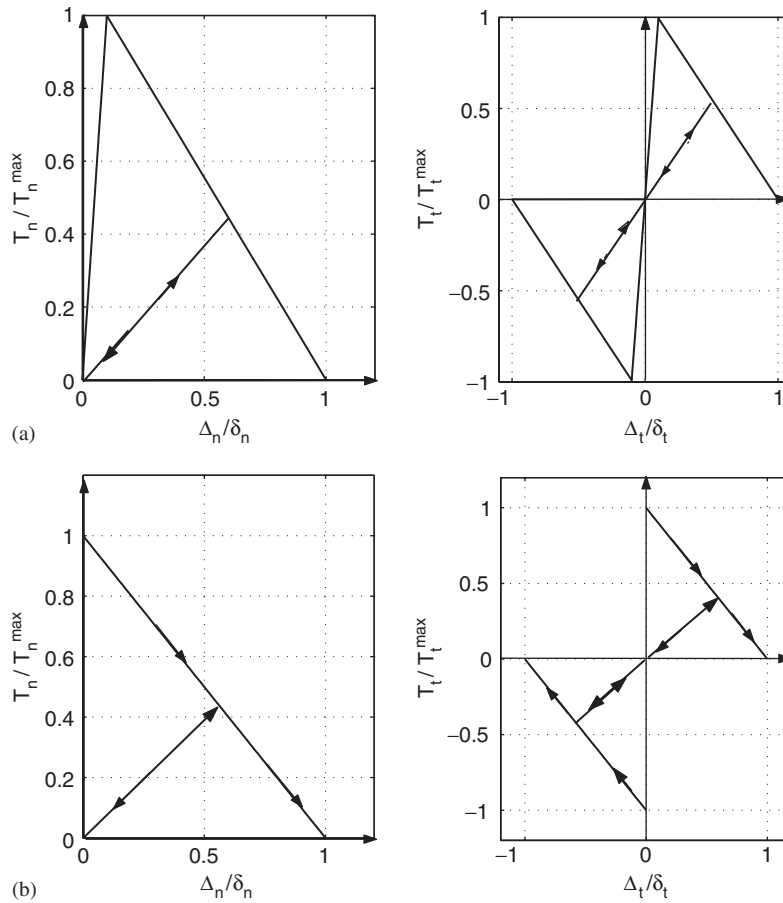 1
0.8
0.6
0.4
0.2
0
0 0.5 1
T_n / T_n^max
Δ_n/δ_n
1
0.5
0
−0.5
−1
−1 0 1
T_t / T_t^max
Δ_t/δ_t
(a)
1
0.8
0.6
0.4
0.2
0
0 0.5 1
T_n / T_n^max
Δ_n/δ_n
1
0.5
0
−0.5
−1
−1 0 1
T_t / T_t^max
Δ_t/δ_t
(b)